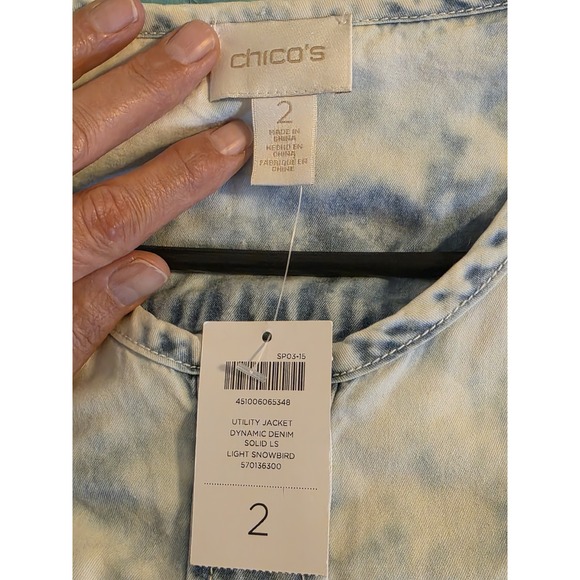 chico's
2
MADE IN
CHINA
HECHO EN
CHINA
FABRIQUE EN
CHINE
SP03-15
451006065348
UTILITY JACKET
DYNAMIC DENIM
SOLID LS
LIGHT SNOWBIRD
570136300
2